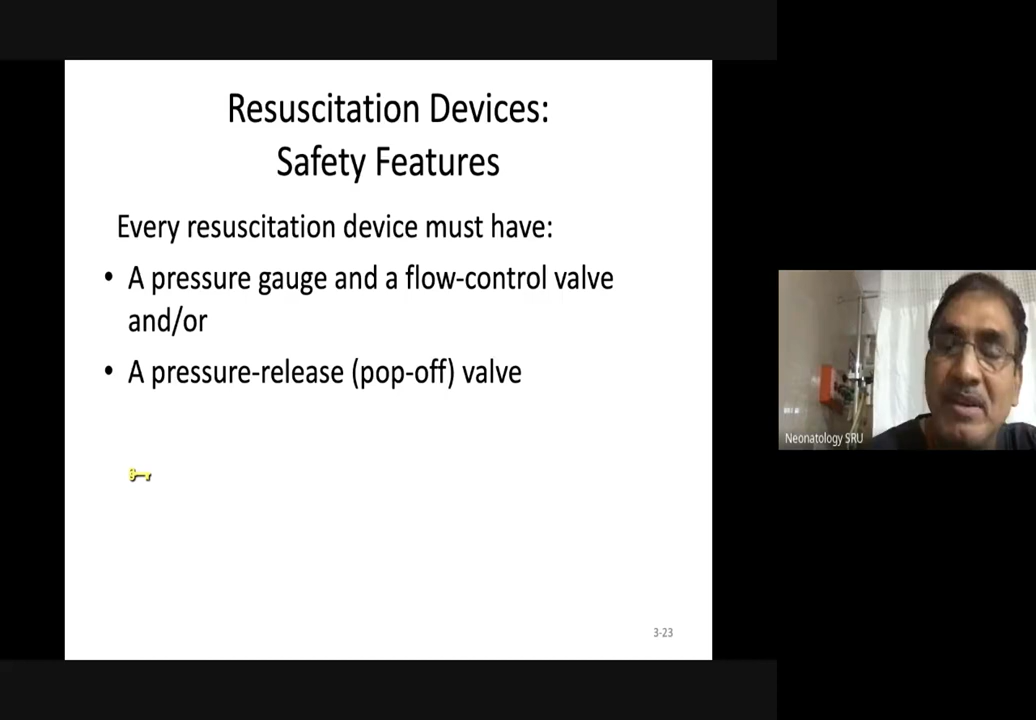 Resuscitation Devices:
Safety Features
Every resuscitation device must have:
• A pressure gauge and a flow-control valve
and/or
• A pressure-release (pop-off) valve
3-23
Neonatology SRU